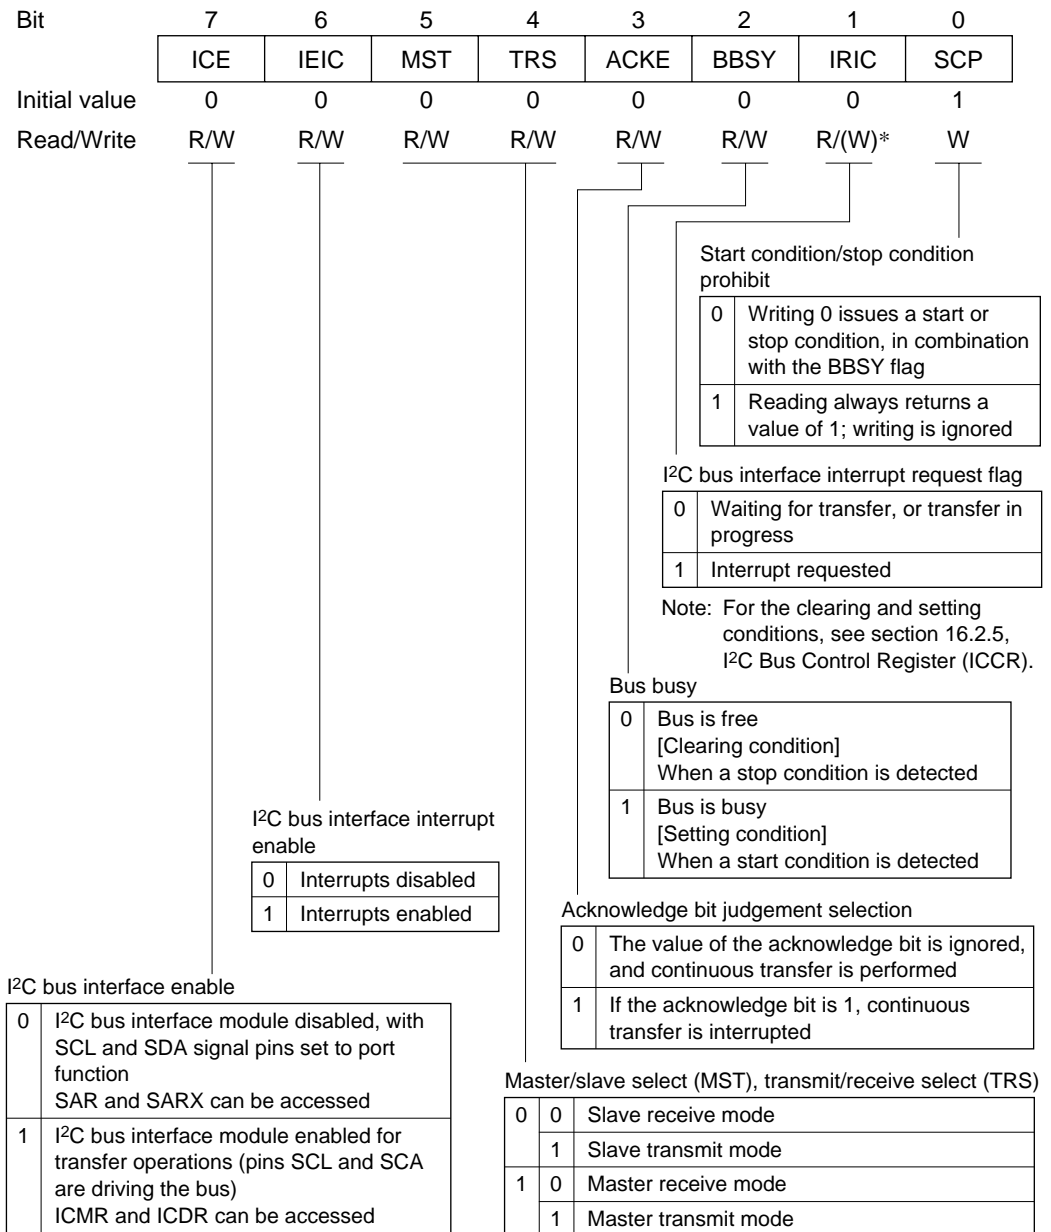 Bit 7 6 5 4 3 2 1 0
ICE IEIC MST TRS ACKE BBSY IRIC SCP
Initial value 0 0 0 0 0 0 0 1
Read/Write R/W R/W R/W R/W R/W R/W R/(W)* W
Start condition/stop condition
prohibit
0 Writing 0 issues a start or
stop condition, in combination
with the BBSY flag
1 Reading always returns a
value of 1; writing is ignored
I2C bus interface interrupt request flag
0 Waiting for transfer, or transfer in
progress
1 Interrupt requested
Note: For the clearing and setting
conditions, see section 16.2.5,
I2C Bus Control Register (ICCR).
Bus busy
0 Bus is free
[Clearing condition]
When a stop condition is detected
1 Bus is busy
[Setting condition]
When a start condition is detected
I2C bus interface interrupt
enable
0 Interrupts disabled
1 Interrupts enabled
Acknowledge bit judgement selection
0 The value of the acknowledge bit is ignored,
and continuous transfer is performed
1 If the acknowledge bit is 1, continuous
transfer is interrupted
I2C bus interface enable
0 I2C bus interface module disabled, with
SCL and SDA signal pins set to port
function
SAR and SARX can be accessed
1 I2C bus interface module enabled for
transfer operations (pins SCL and SCA
are driving the bus)
ICMR and ICDR can be accessed
Master/slave select (MST), transmit/receive select (TRS)
0 0 Slave receive mode
1 Slave transmit mode
1 0 Master receive mode
1 Master transmit mode